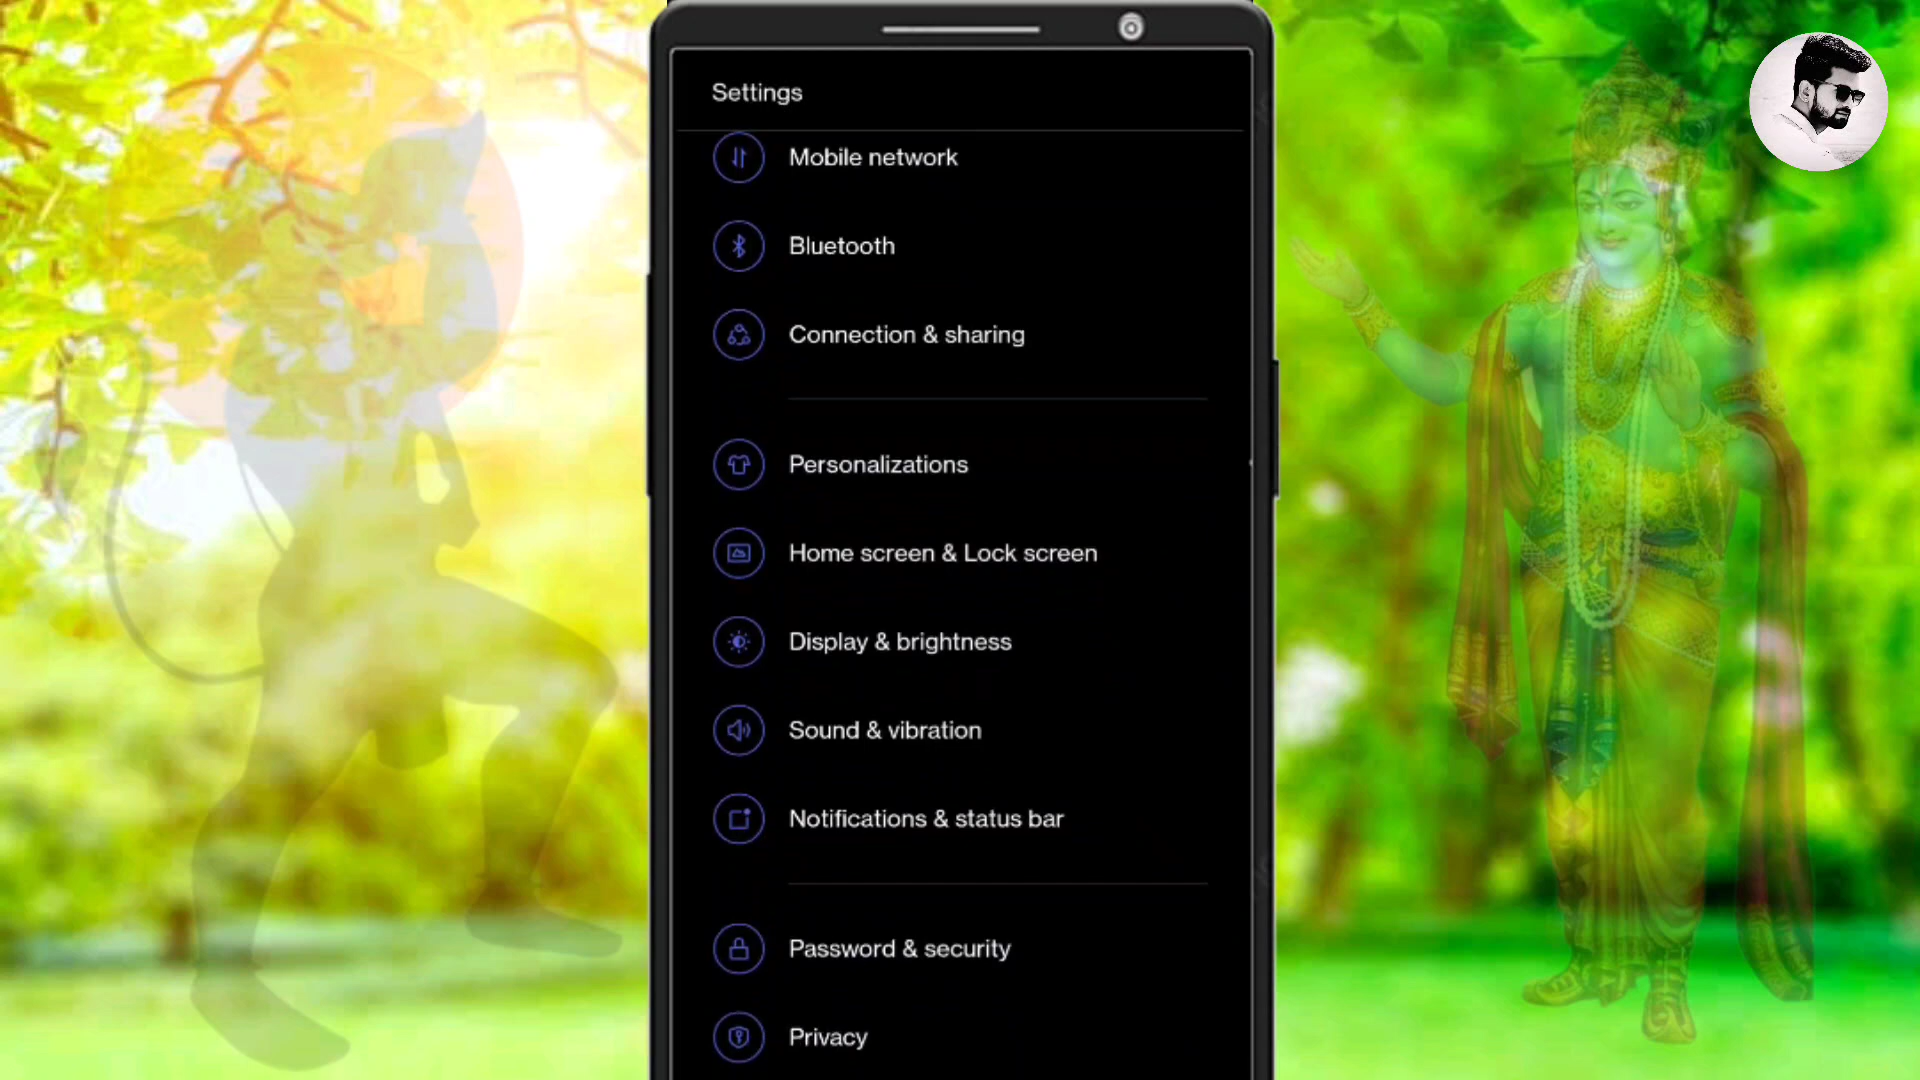 Settings
Mobile network
Bluetooth
Connection & sharing
Personalizations
Home screen & Lock screen
Display & brightness
Sound & vibration
Notifications & status bar
Password & security
Privacy